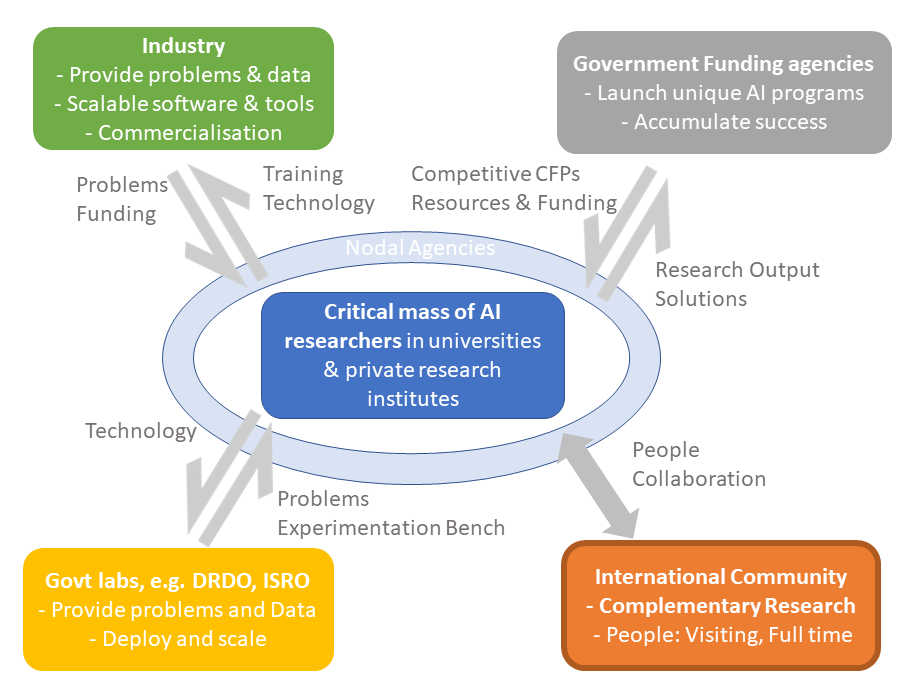 Industry
- Provide problems & data
- Scalable software & tools
- Commercialisation
Government Funding agencies
- Launch unique AI programs
- Accumulate success
Problems
Funding
Training
Technology
Competitive CFPs
Resources & Funding
Nodal Agencies
Research Output
Solutions
Critical mass of AI
researchers in universities
& private research
institutes
Technology
Problems
Experimentation Bench
People
Collaboration
Govt labs, e.g. DRDO, ISRO
- Provide problems and Data
- Deploy and scale
International Community
- Complementary Research
- People: Visiting, Full time